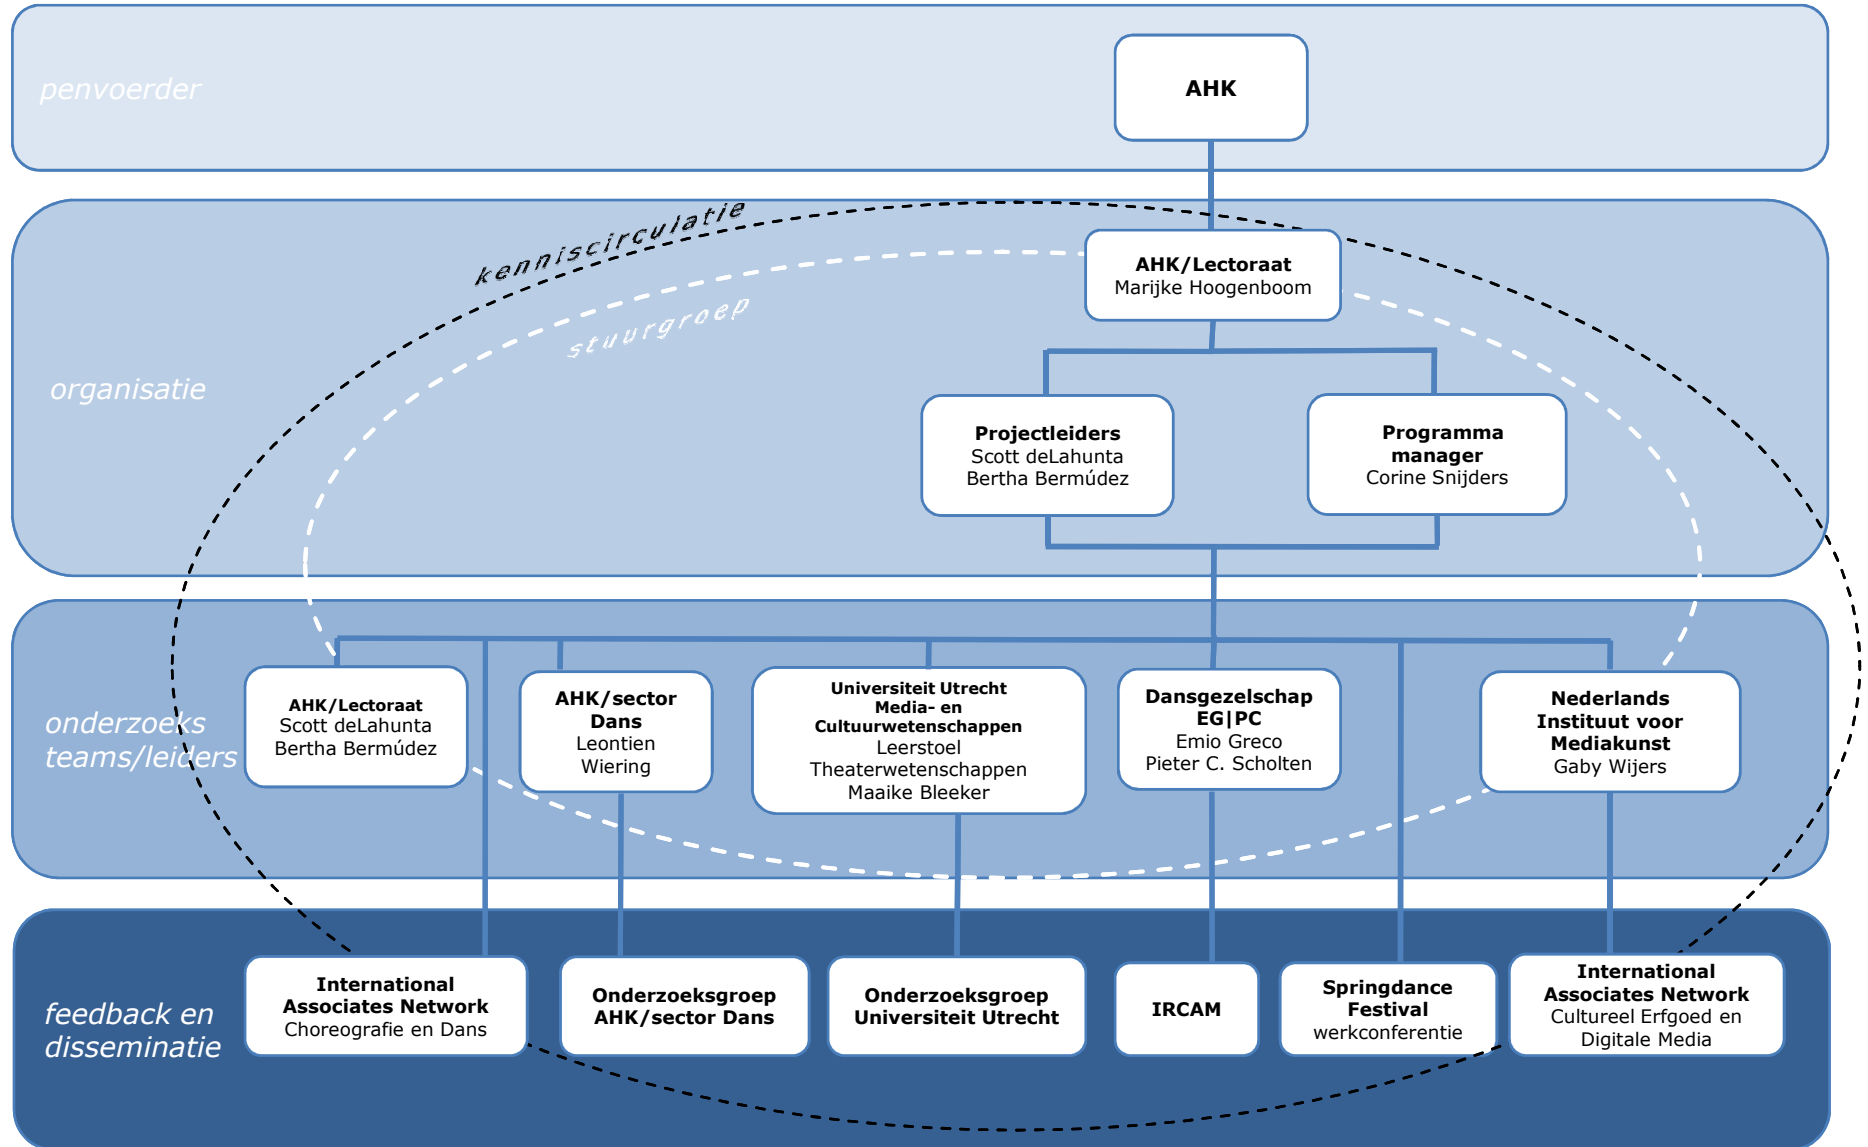 penvoerder
AHK
kenniscirculatie
stuurgroep
organisatie
AHK/Lectoraat
Marijke Hoogenboom
Projectleiders
Scott deLahunta
Bertha Bermúdez
Programma
manager
Corine Snijders
onderzoeks
teams/leiders
AHK/Lectoraat
Scott deLahunta
Bertha Bermúdez
AHK/sector
Dans
Leontien
Wiering
Universiteit Utrecht
Media- en
Cultuurwetenschappen
Leerstoel
Theaterwetenschappen
Maaike Bleeker
Dansgezelschap
EG|PC
Emio Greco
Pieter C. Scholten
Nederlands
Instituut voor
Mediakunst
Gaby Wijers
feedback en
disseminatie
International
Associates Network
Choreografie en Dans
Onderzoeksgroep
AHK/sector Dans
Onderzoeksgroep
Universiteit Utrecht
IRCAM
Springdance
Festival
werkconferentie
International
Associates Network
Cultureel Erfgoed en
Digitale Media